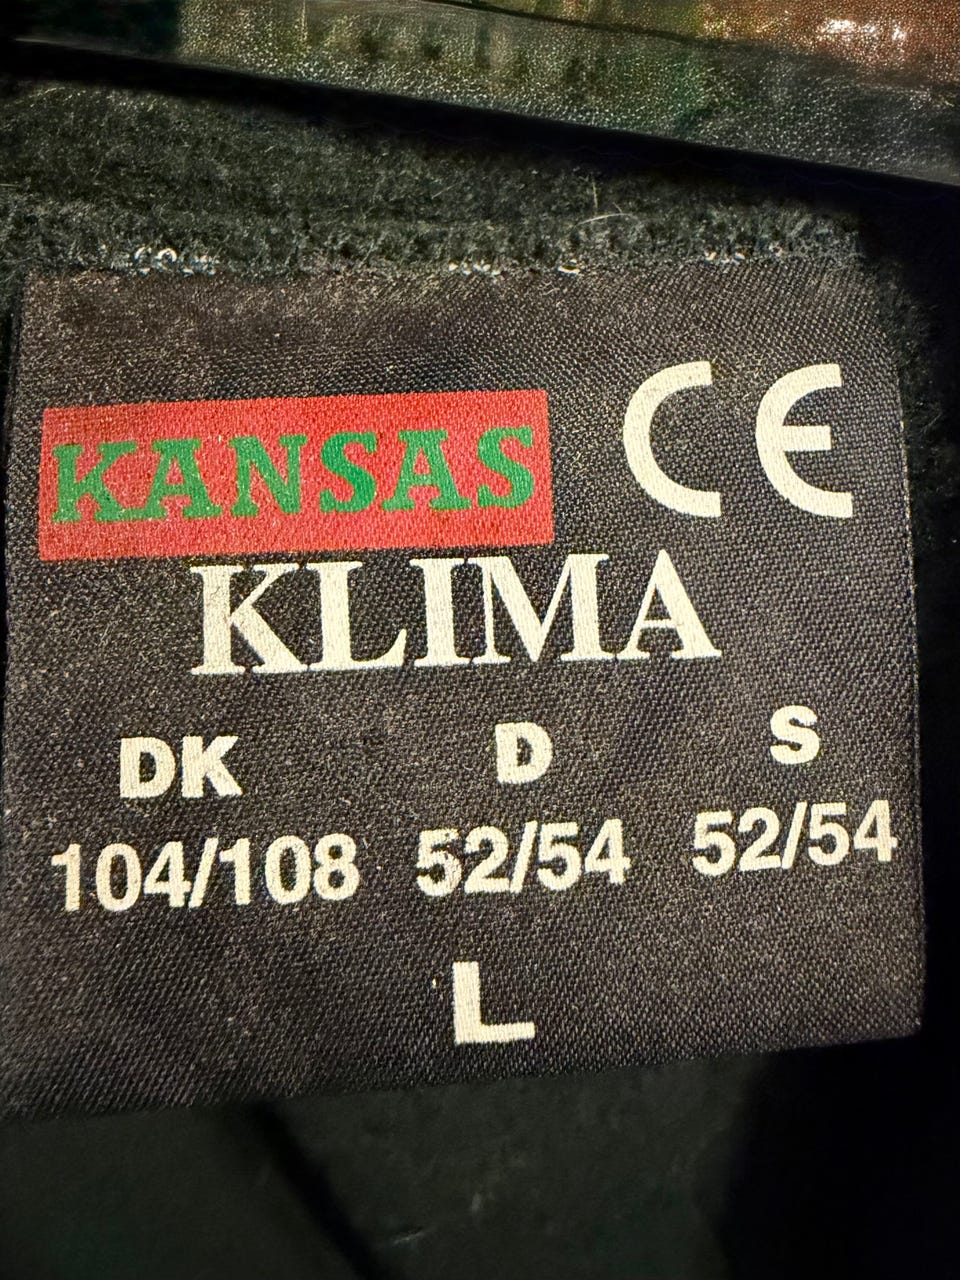 KANSAS CE
KLIMA
DK D S
104/108 52/54 52/54
L